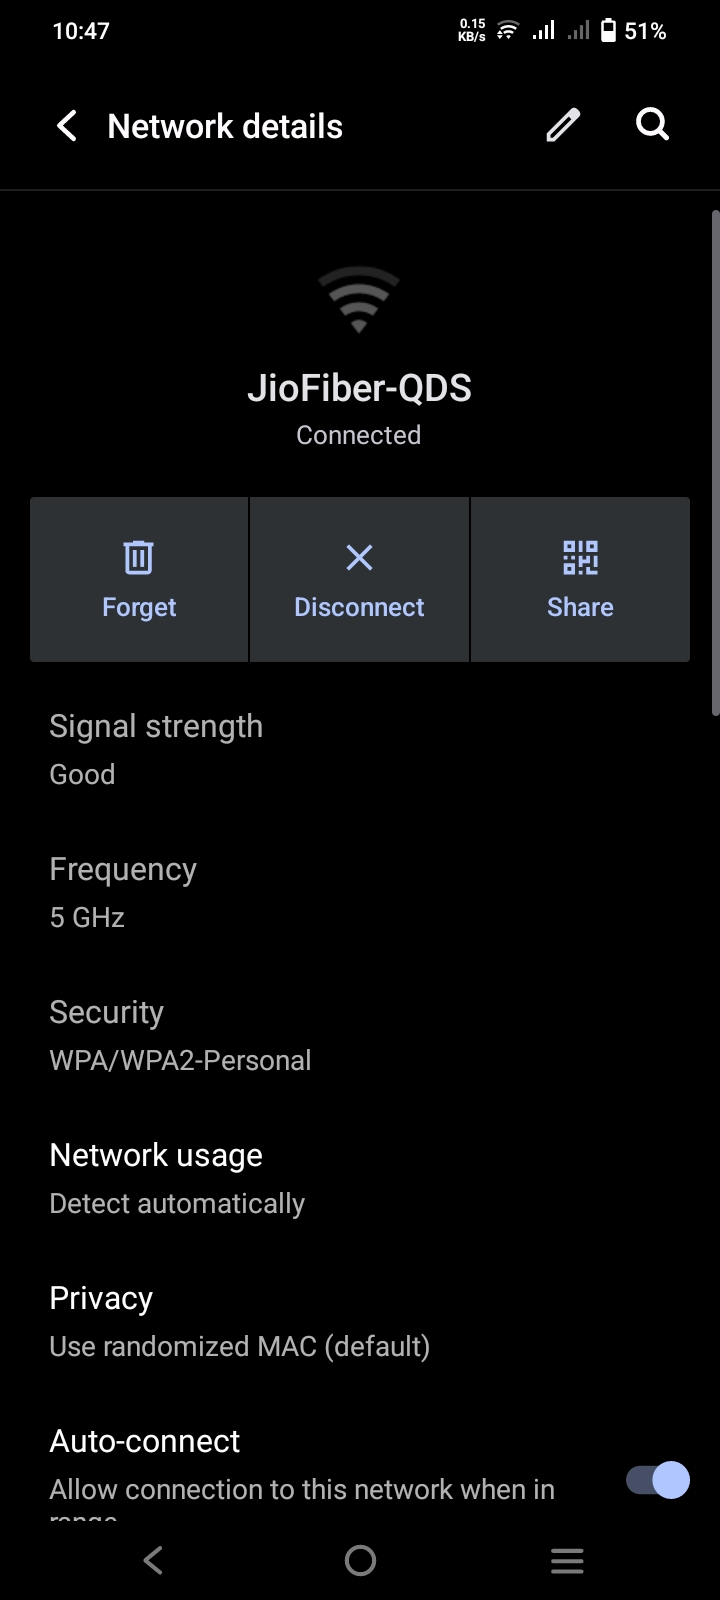 10:47
0.15
KB/s
51%
Network details
JioFiber-QDS
Connected
Forget
Disconnect
Share
Signal strength
Good
Frequency
5 GHz
Security
WPA/WPA2-Personal
Network usage
Detect automatically
Privacy
Use randomized MAC (default)
Auto-connect
Allow connection to this network when in
range